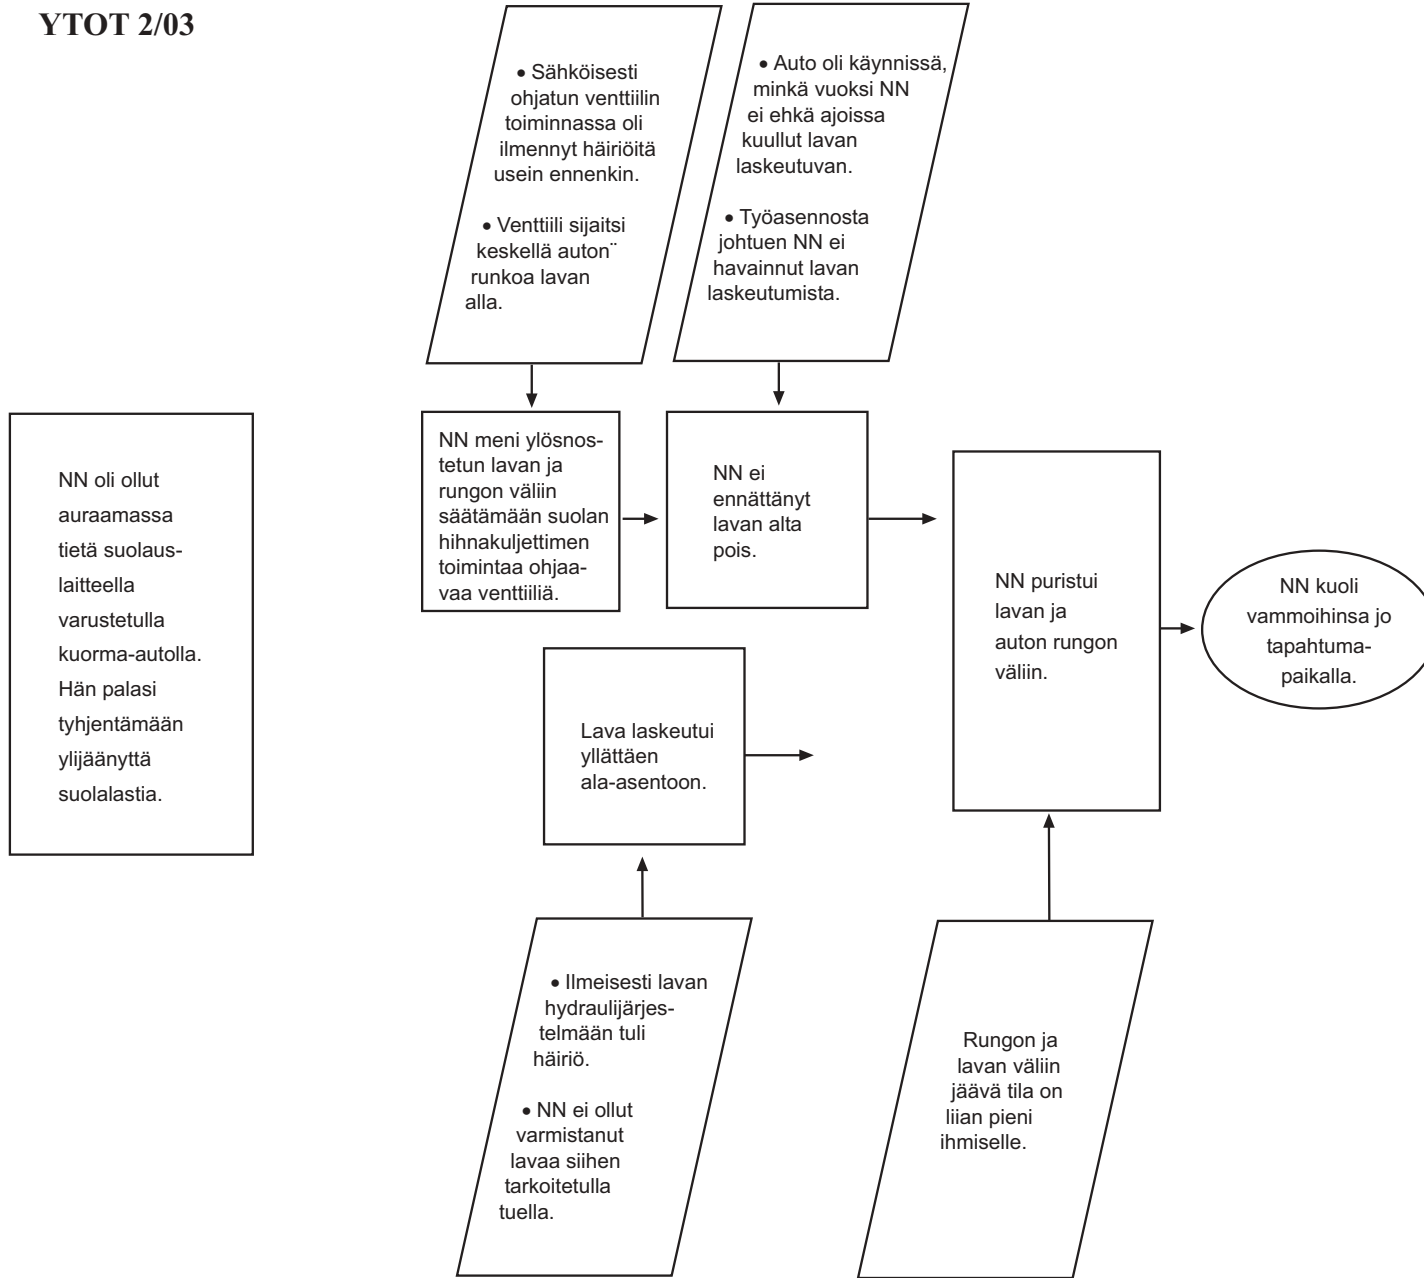 YTOT 2/03
• Sähköisesti
ohjatun venttiilin
toiminnassa oli
ilmennyt häiriöitä
usein ennenkin.
• Venttiili sijaitsi
keskellä auton¨
runkoa lavan
alla.
• Auto oli käynnissä,
minkä vuoksi NN
ei ehkä ajoissa
kuullut lavan
laskeutuvan.
• Työasennosta
johtuen NN ei
havainnut lavan
laskeutumista.
NN oli ollut
auraamassa
tietä suolaus-
laitteella
varustetulla
kuorma-autolla.
Hän palasi
tyhjentämään
ylijäänyttä
suolalastia.
NN meni ylösnos-
tetun lavan ja
rungon väliin
säätämään suolan
hihnakuljettimen
toimintaa ohjaa-
vaa venttiiliä.
NN ei
ennättänyt
lavan alta
pois.
Lava laskeutui
yllättäen
ala-asentoon.
NN puristui
lavan ja
auton rungon
väliin.
NN kuoli
vammoihinsa jo
tapahtuma-
paikalla.
• Ilmeisesti lavan
hydraulijärjes-
telmään tuli
häiriö.
• NN ei ollut
varmistanut
lavaa siihen
tarkoitetulla
tuella.
Rungon ja
lavan väliin
jäävä tila on
liian pieni
ihmiselle.